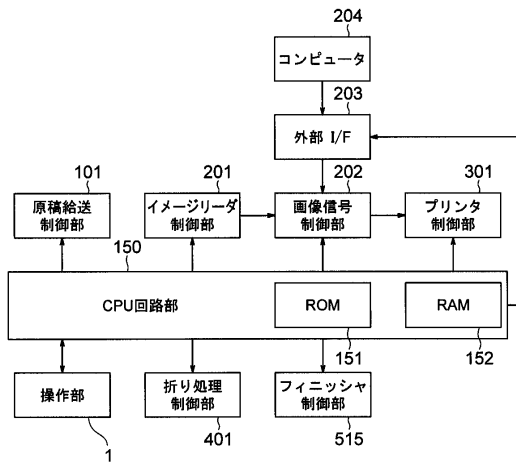 204
コンピュータ
203
外部 I/F
101
201
202
301
原稿給送
制御部
イメージリーダ
制御部
画像信号
制御部
プリンタ
制御部
150
CPU回路部
ROM
RAM
151
152
操作部
折り処理
制御部
フィニッシャ
制御部
1
401
515